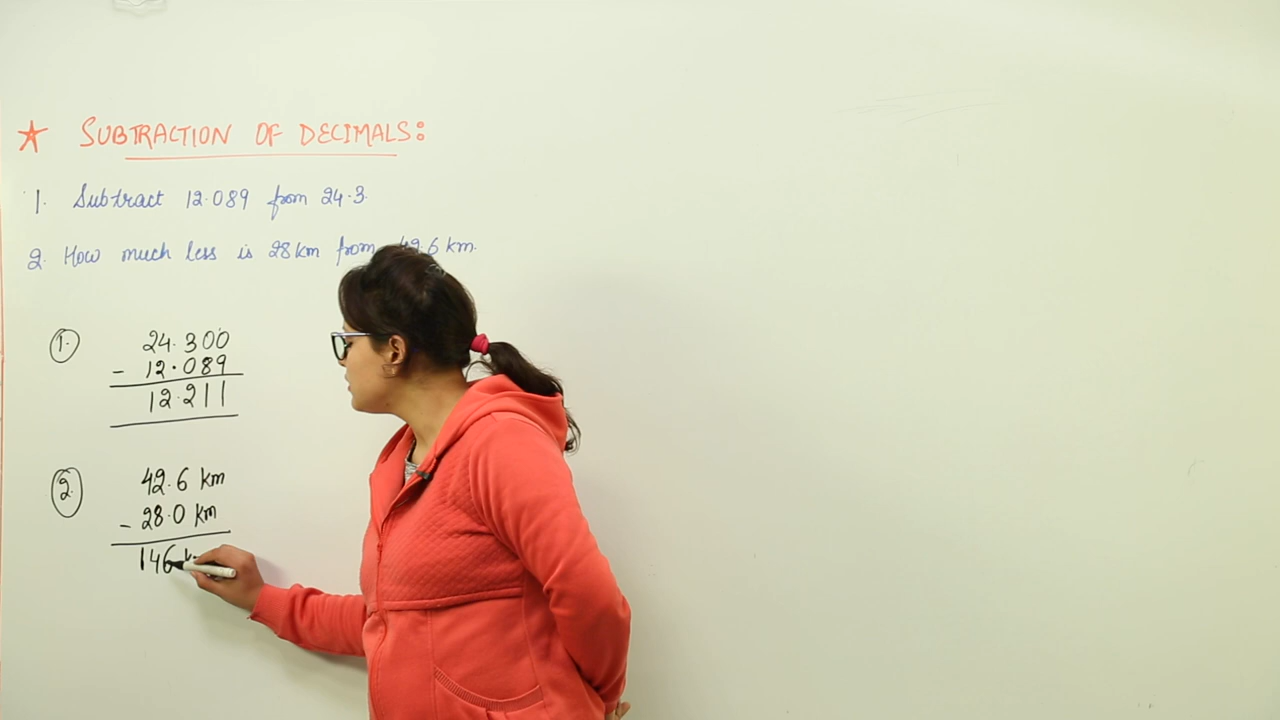 ★ SUBTRACTION OF DECIMALS:
1. Subtract 12.089 from 24.3.
2. How much less is 28 km from 42.6 km.
1. 24.300
- 12.089
12.211
2. 42.6 km
- 28.0 km
146